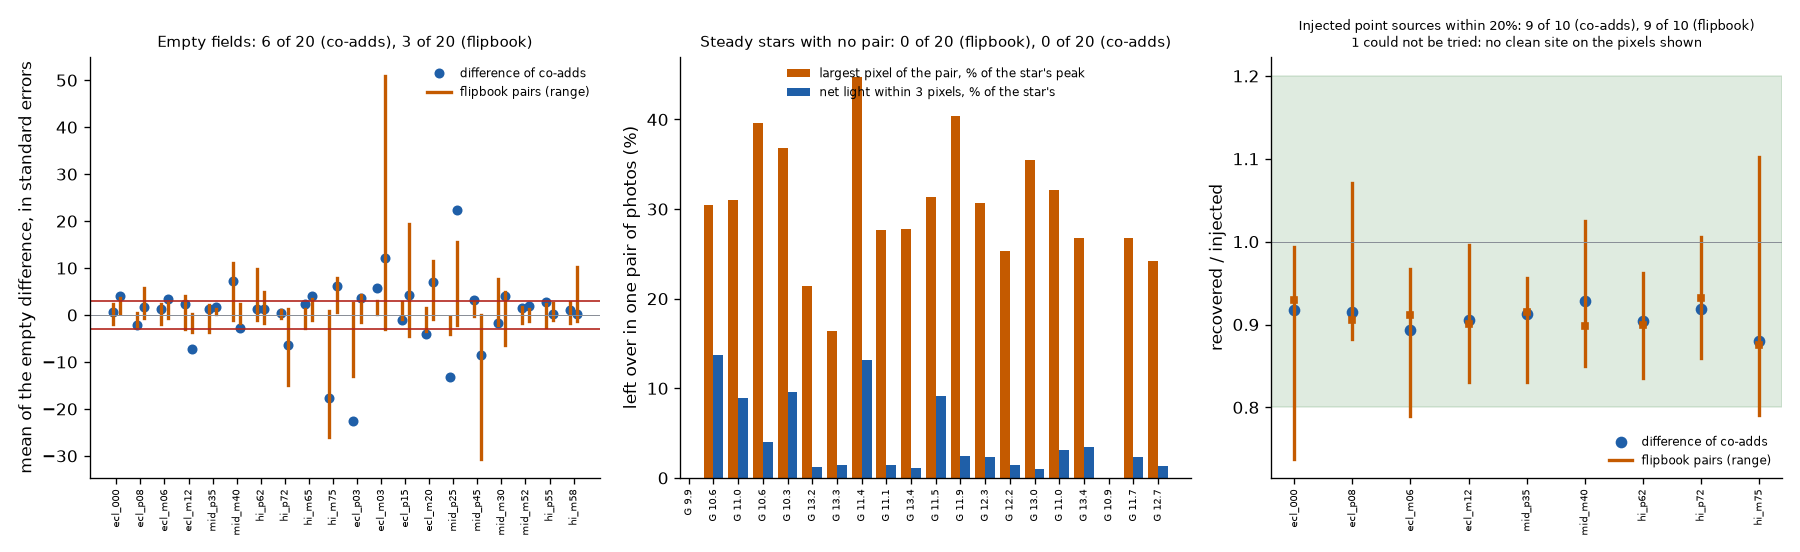 Empty fields: 6 of 20 (co-adds), 3 of 20 (flipbook)
difference of co-adds
flipbook pairs (range)
mean of the empty difference, in standard errors
50
40
30
20
10
0
−10
−20
−30
ecl_000
ecl_p08
ecl_m06
ecl_m12
mid_p35
mid_m40
hi_p62
hi_p72
hi_m65
hi_m75
ecl_p03
ecl_m03
ecl_p15
ecl_m20
mid_p25
mid_p45
mid_m30
mid_m52
hi_p55
hi_m58
Steady stars with no pair: 0 of 20 (flipbook), 0 of 20 (co-adds)
largest pixel of the pair, % of the star's peak
net light within 3 pixels, % of the star's
left over in one pair of photos (%)
40
30
20
10
0
G 9.9
G 10.6
G 11.0
G 10.6
G 10.3
G 13.2
G 13.3
G 11.4
G 11.1
G 13.4
G 11.5
G 11.9
G 12.3
G 12.2
G 13.0
G 11.0
G 13.4
G 10.9
G 11.7
G 12.7
Injected point sources within 20%: 9 of 10 (co-adds), 9 of 10 (flipbook)
1 could not be tried: no clean site on the pixels shown
recovered / injected
1.2
1.1
1.0
0.9
0.8
difference of co-adds
flipbook pairs (range)
ecl_000
ecl_p08
ecl_m06
ecl_m12
mid_p35
mid_m40
hi_p62
hi_p72
hi_m75